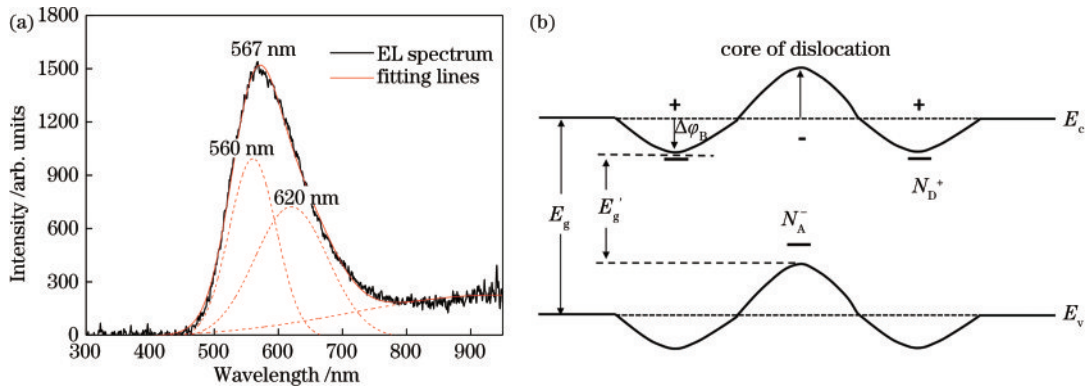 (a)
1800
1500
1200
900
600
300
0
Intensity /arb. units
567 nm
560 nm
620 nm
EL spectrum
fitting lines
300 400 500 600 700 800 900
Wavelength /nm
(b)
core of dislocation
+
+
Δφ_B
-
E_c
N_D^+
E_g
E_g'
N_A^-
E_v